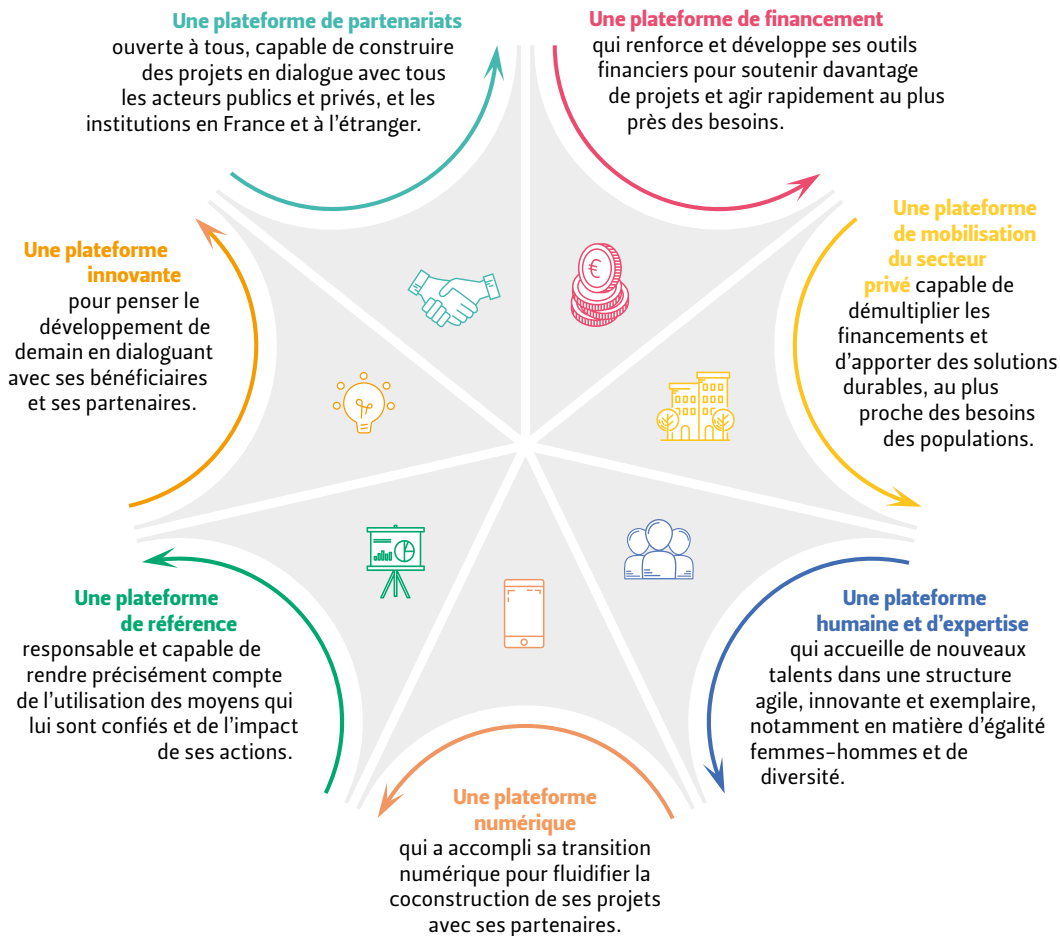 Une plateforme de partenariats
ouverte à tous, capable de construire
des projets en dialogue avec tous
les acteurs publics et privés, et les
institutions en France et à l’étranger.
Une plateforme de financement
qui renforce et développe ses outils
financiers pour soutenir davantage
de projets et agir rapidement au plus
près des besoins.
Une plateforme
de mobilisation
du secteur
privé capable de
démultiplier les
financements et
d’apporter des solutions
durables, au plus
proche des besoins
des populations.
Une plateforme
humaine et d’expertise
qui accueille de nouveaux
talents dans une structure
agile, innovante et exemplaire,
notamment en matière d’égalité
femmes–hommes et de
diversité.
Une plateforme
numérique
qui a accompli sa transition
numérique pour fluidifier la
coconstruction de ses projets
avec ses partenaires.
Une plateforme
de référence
responsable et capable de
rendre précisément compte
de l’utilisation des moyens qui
lui sont confiés et de l’impact
de ses actions.
Une plateforme
innovante
pour penser le
développement de
demain en dialoguant
avec ses bénéficiaires
et ses partenaires.
€